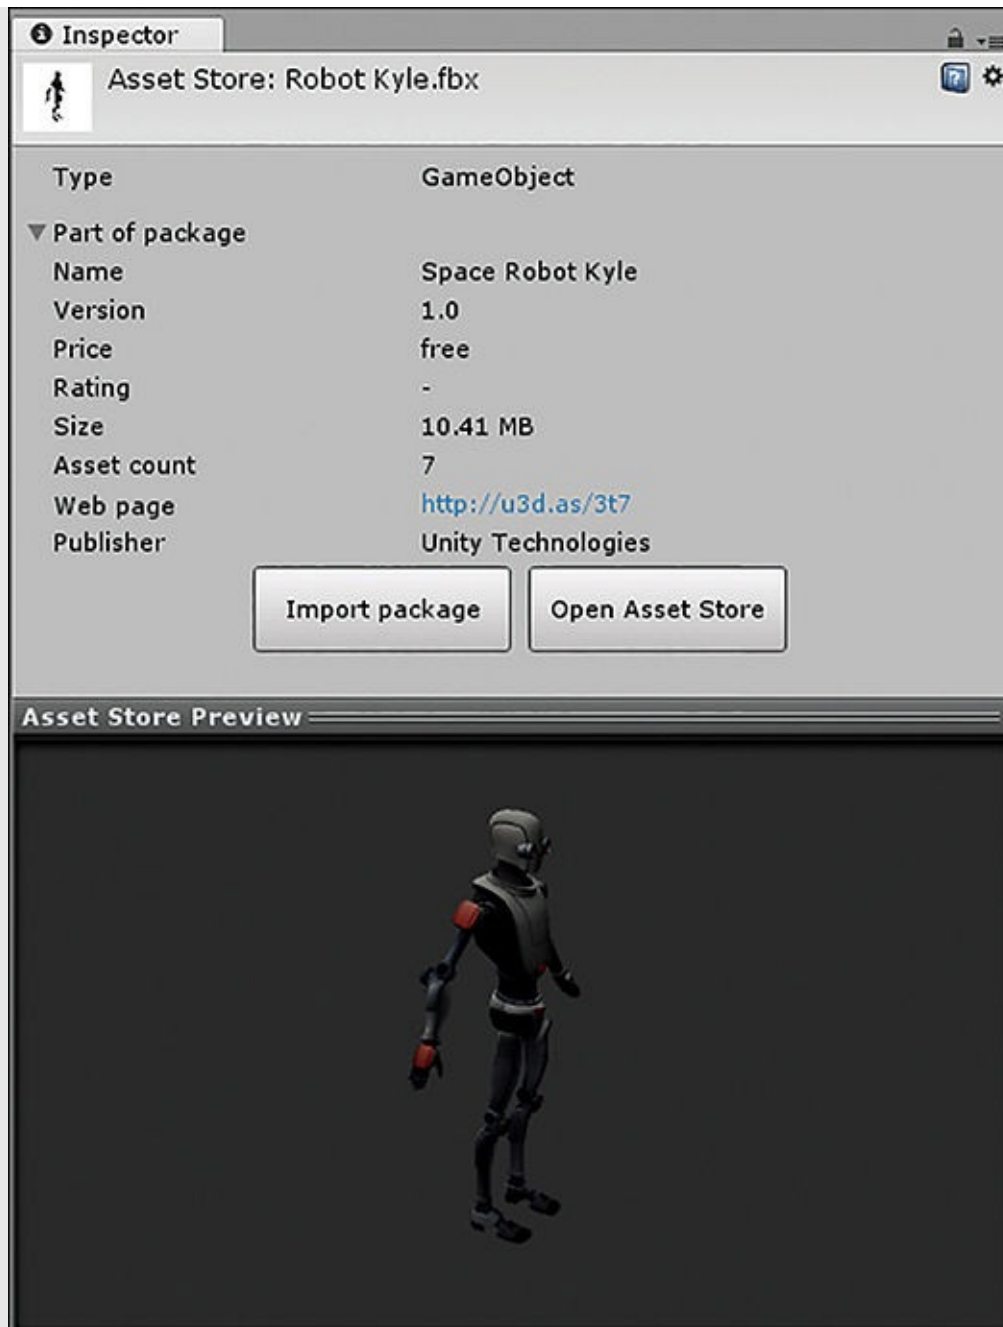 Inspector
Asset Store: Robot Kyle.fbx
?
Type GameObject
Part of package
Name Space Robot Kyle
Version 1.0
Price free
Rating -
Size 10.41 MB
Asset count 7
Web page http://u3d.as/3t7
Publisher Unity Technologies
Import package Open Asset Store
Asset Store Preview